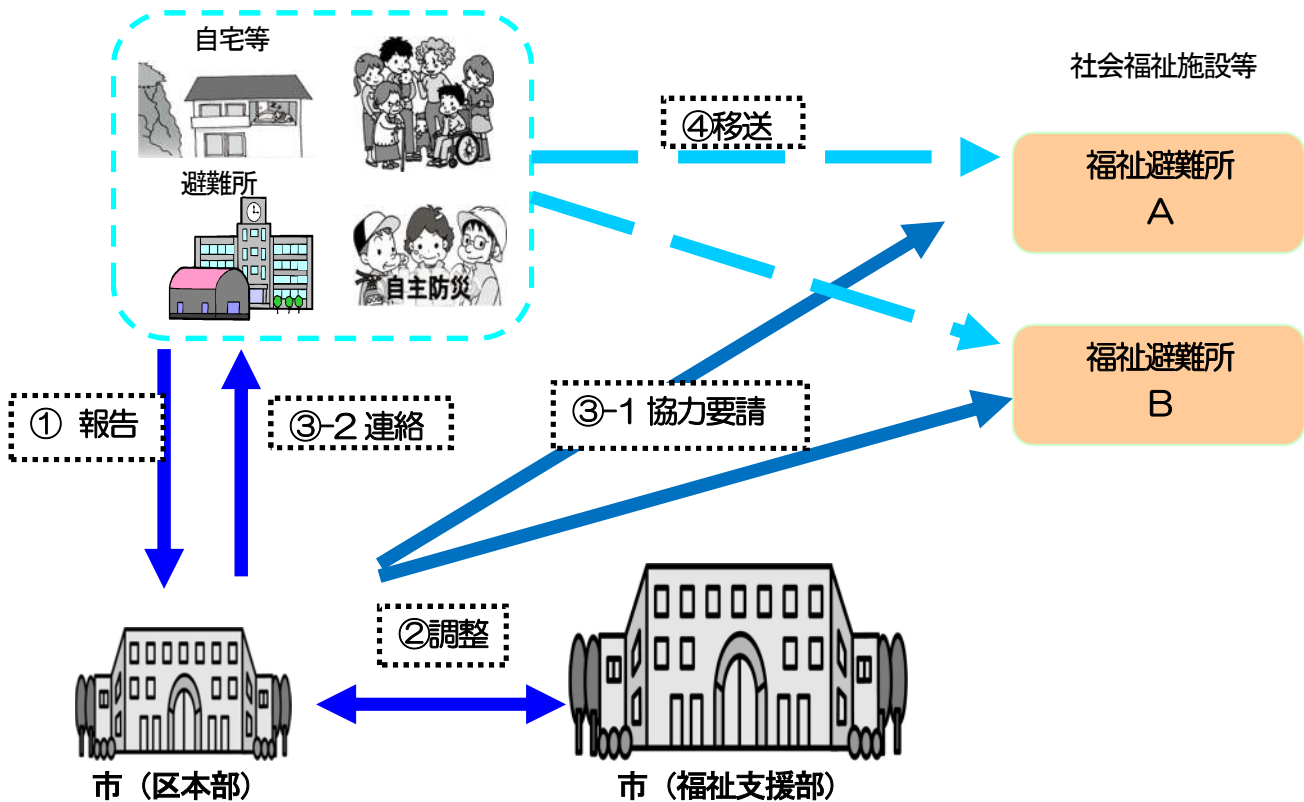 自宅等
避難所
自主防災
社会福祉施設等
④移送
福祉避難所
A
福祉避難所
B
① 報告
③-2 連絡
③-1 協力要請
②調整
市（区本部）
市（福祉支援部）